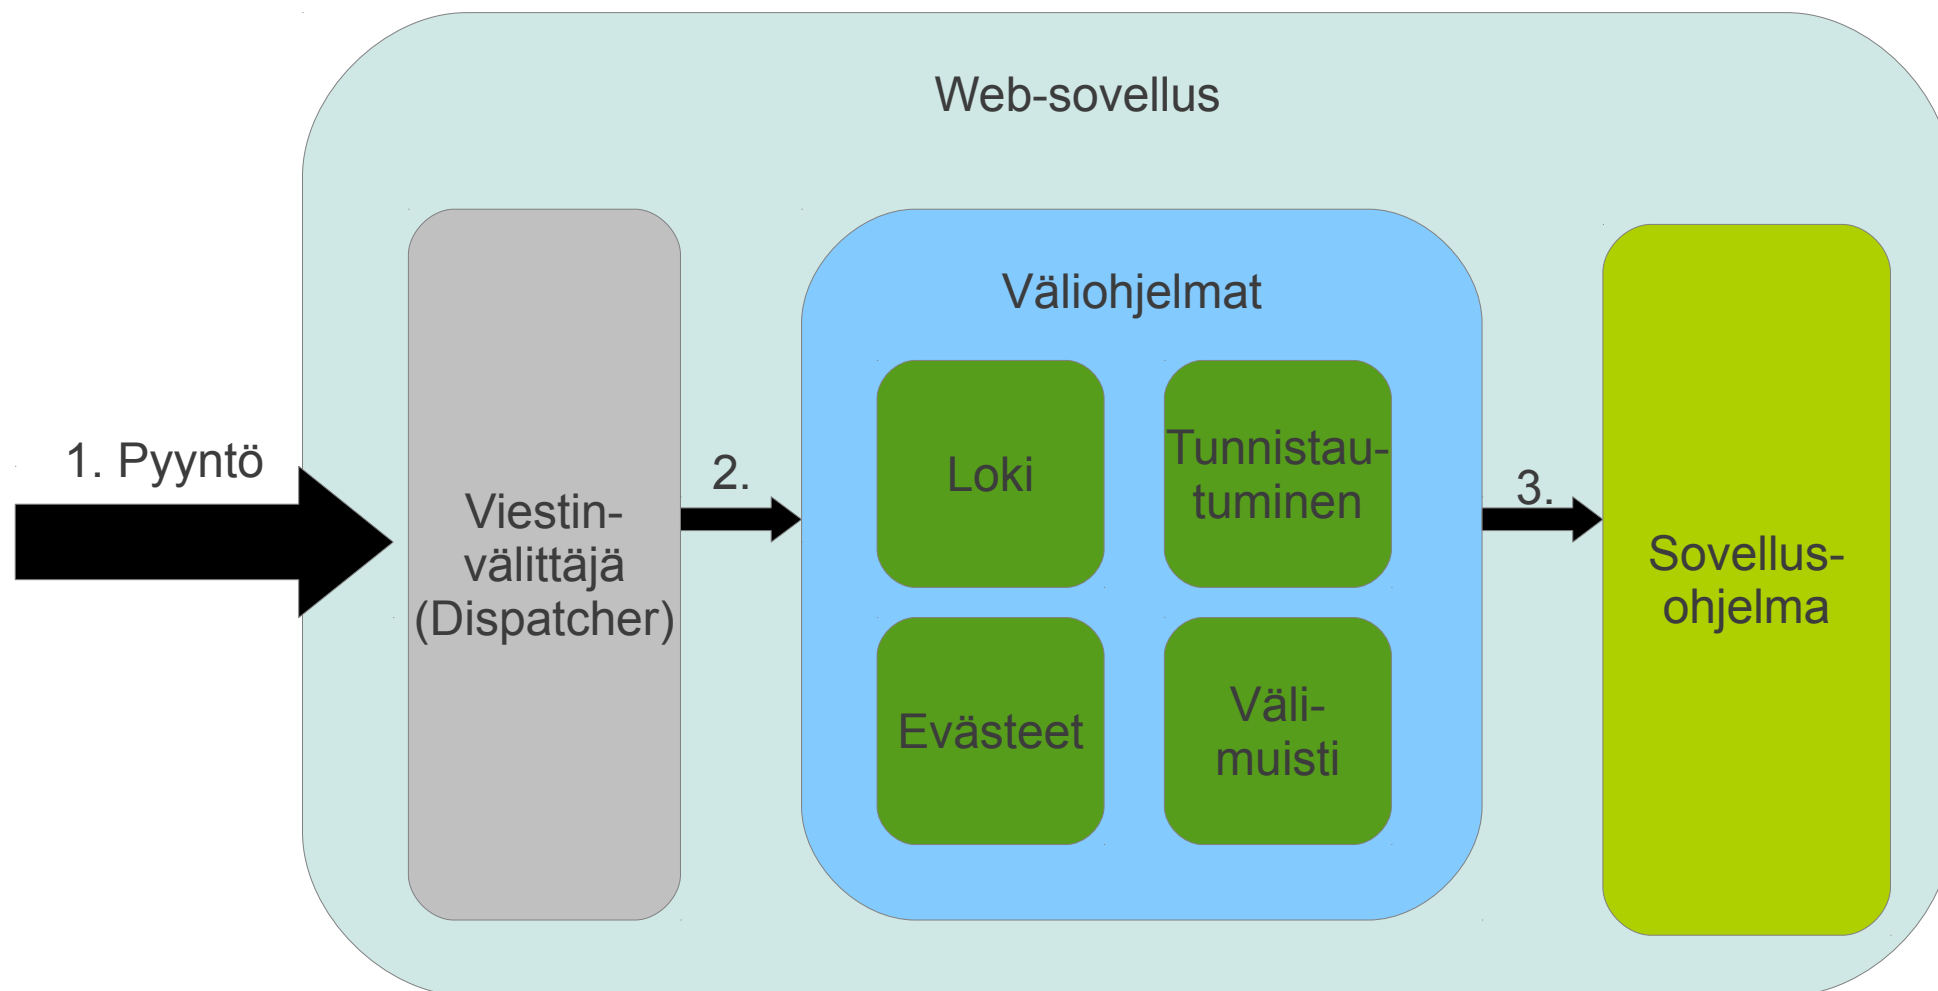 Web-sovellus
1. Pyyntö
Viestin-
välittäjä
(Dispatcher)
2.
Väliohjelmat
Loki
Tunnistau-
tuminen
Evästeet
Väli-
muisti
3.
Sovellus-
ohjelma